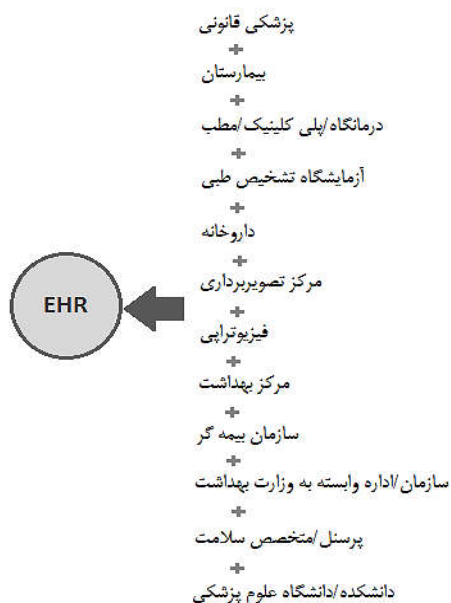 پزشکی قانونی
+
بیمارستان
+
درمانگاه/پلی کلینیک/مطب
+
آزمایشگاه تشخیص طبی
+
داروخانه
+
مرکز تصویربرداری
+
فیزیوتراپی
+
مرکز بهداشت
+
سازمان بیمه گر
+
سازمان/اداره وابسته به وزارت بهداشت
+
پرسنل/متخصص سلامت
+
دانشکده/دانشگاه علوم پزشکی
EHR